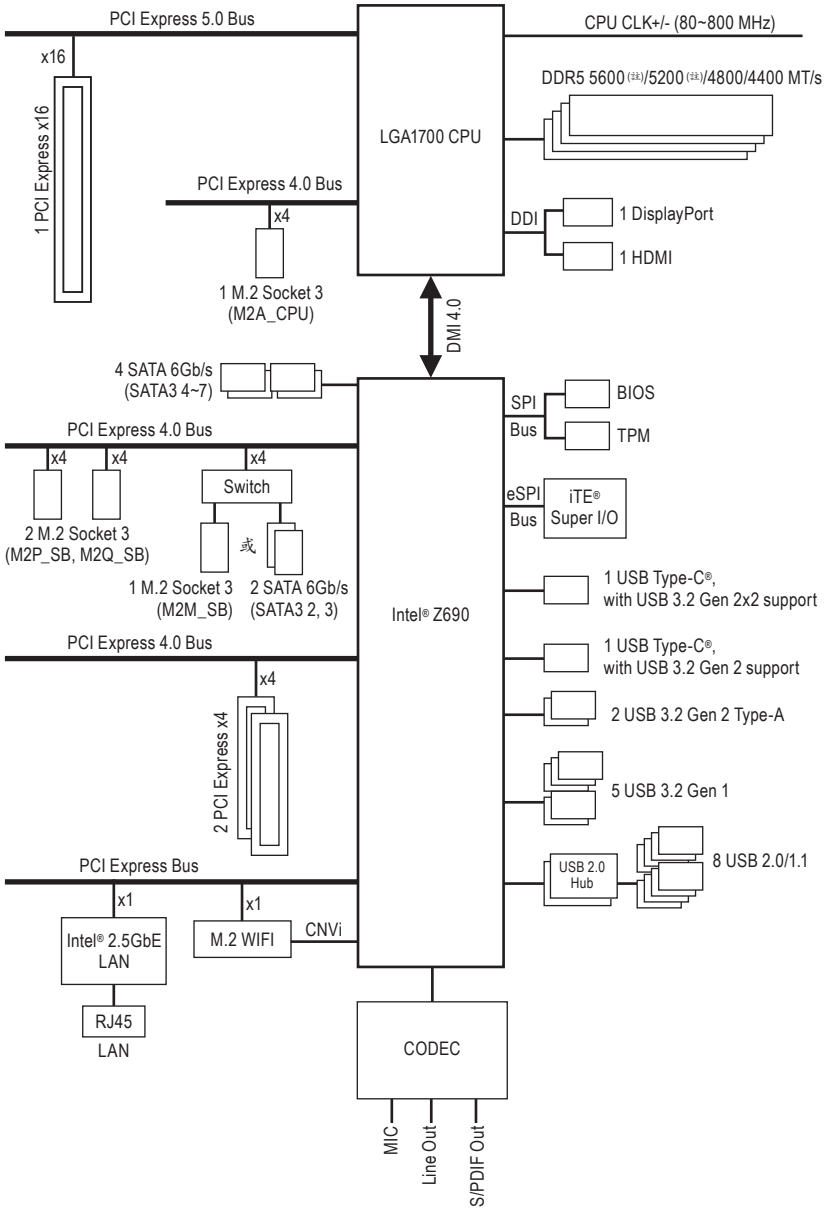 PCI Express 5.0 Bus
x16
1 PCI Express x16
CPU CLK+/- (80~800 MHz)
DDR5 5600 (註)/5200 (註)/4800/4400 MT/s
LGA1700 CPU
PCI Express 4.0 Bus
x4
1 M.2 Socket 3
(M2A_CPU)
DDI
1 DisplayPort
1 HDMI
DMI 4.0
4 SATA 6Gb/s
(SATA3 4~7)
SPI
Bus
BIOS
TPM
PCI Express 4.0 Bus
x4
x4
x4
Switch
2 M.2 Socket 3
(M2P_SB, M2Q_SB)
或
1 M.2 Socket 3
(M2M_SB)
2 SATA 6Gb/s
(SATA3 2, 3)
eSPI
Bus
iTE®
Super I/O
Intel® Z690
1 USB Type-C®,
with USB 3.2 Gen 2x2 support
PCI Express 4.0 Bus
x4
2 PCI Express x4
1 USB Type-C®,
with USB 3.2 Gen 2 support
2 USB 3.2 Gen 2 Type-A
5 USB 3.2 Gen 1
USB 2.0
Hub
8 USB 2.0/1.1
PCI Express Bus
x1
x1
Intel® 2.5GbE
LAN
M.2 WIFI
CNVi
RJ45
LAN
CODEC
MIC
Line Out
S/PDIF Out